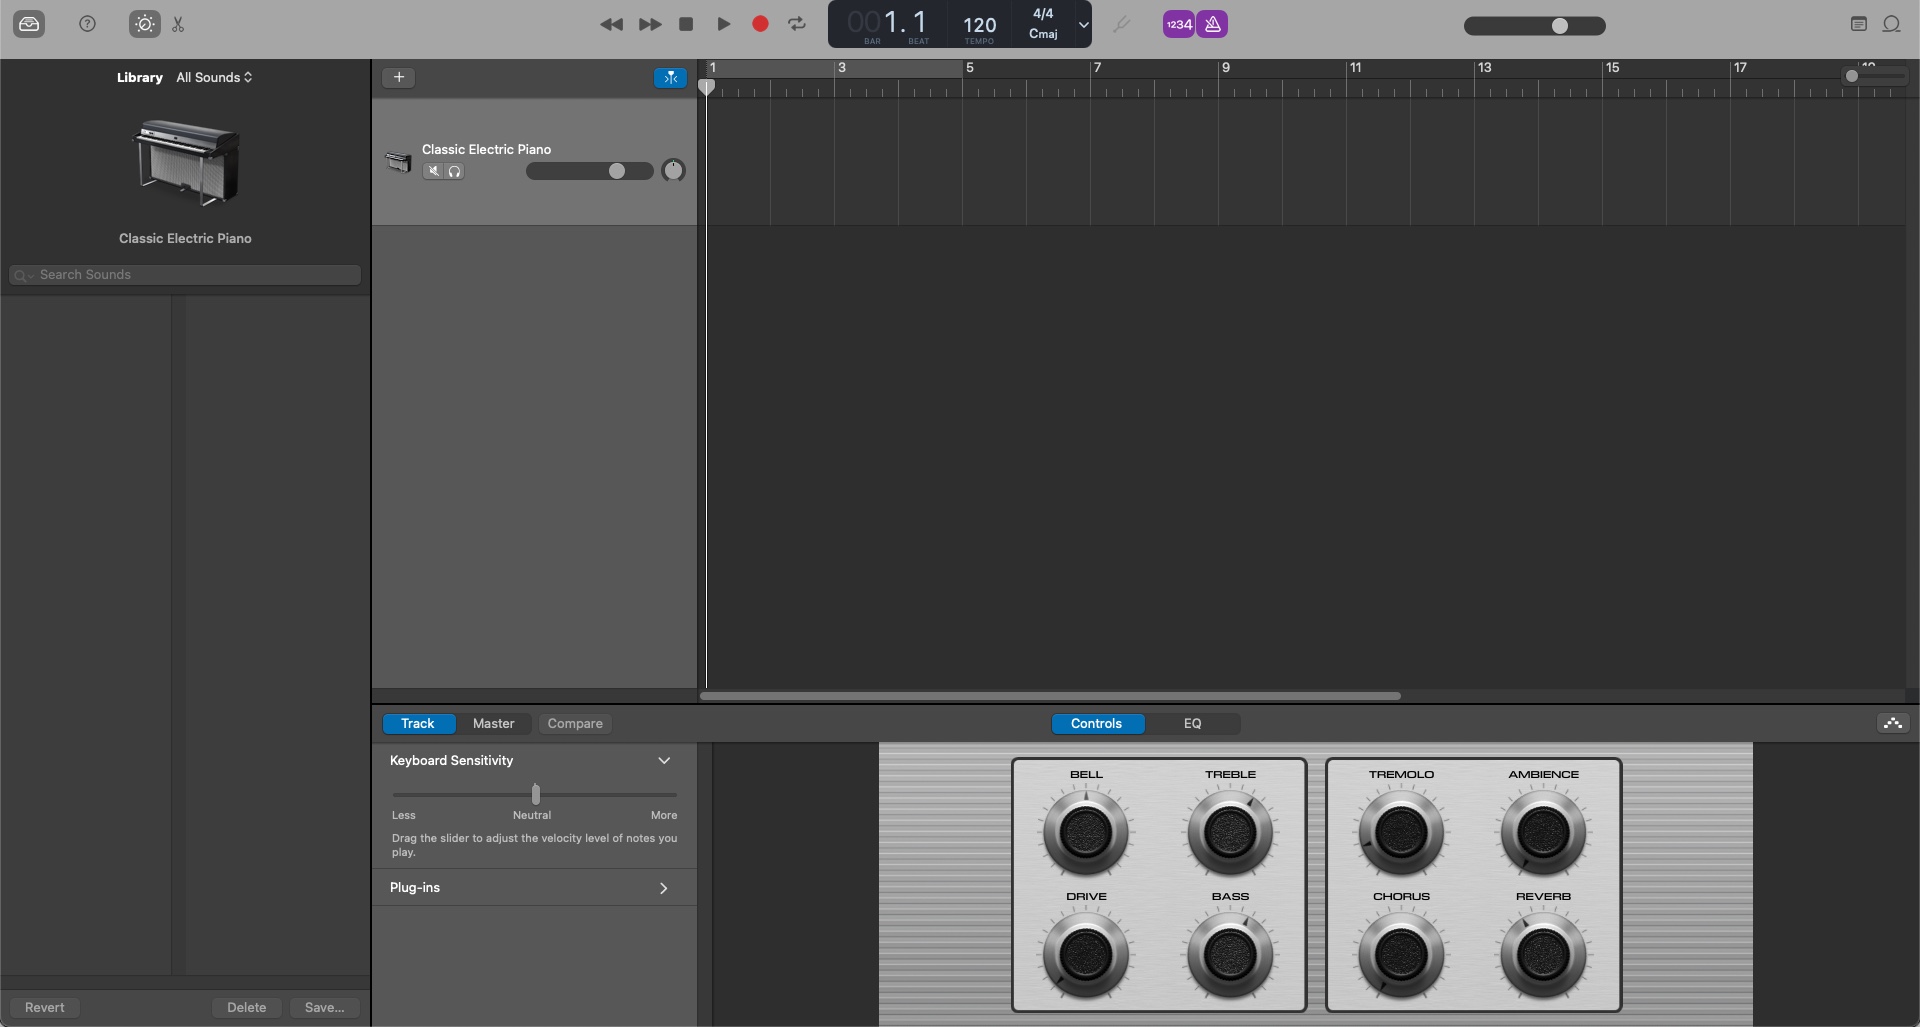 1234
001. 1
120
4/4
Cmaj
BAR
BEAT
TEMPO
Library
All Sounds
1
3
5
7
9
11
13
15
17
Classic Electric Piano
Search Sounds
Classic Electric Piano
Track
Master
Compare
Controls
EQ
Keyboard Sensitivity
Less
Neutral
More
Drag the slider to adjust the velocity level of notes you
play.
Plug-ins
BELL
TREBLE
TREMOLO
AMBIENCE
DRIVE
BASS
CHORUS
REVERB
Revert
Delete
Save...